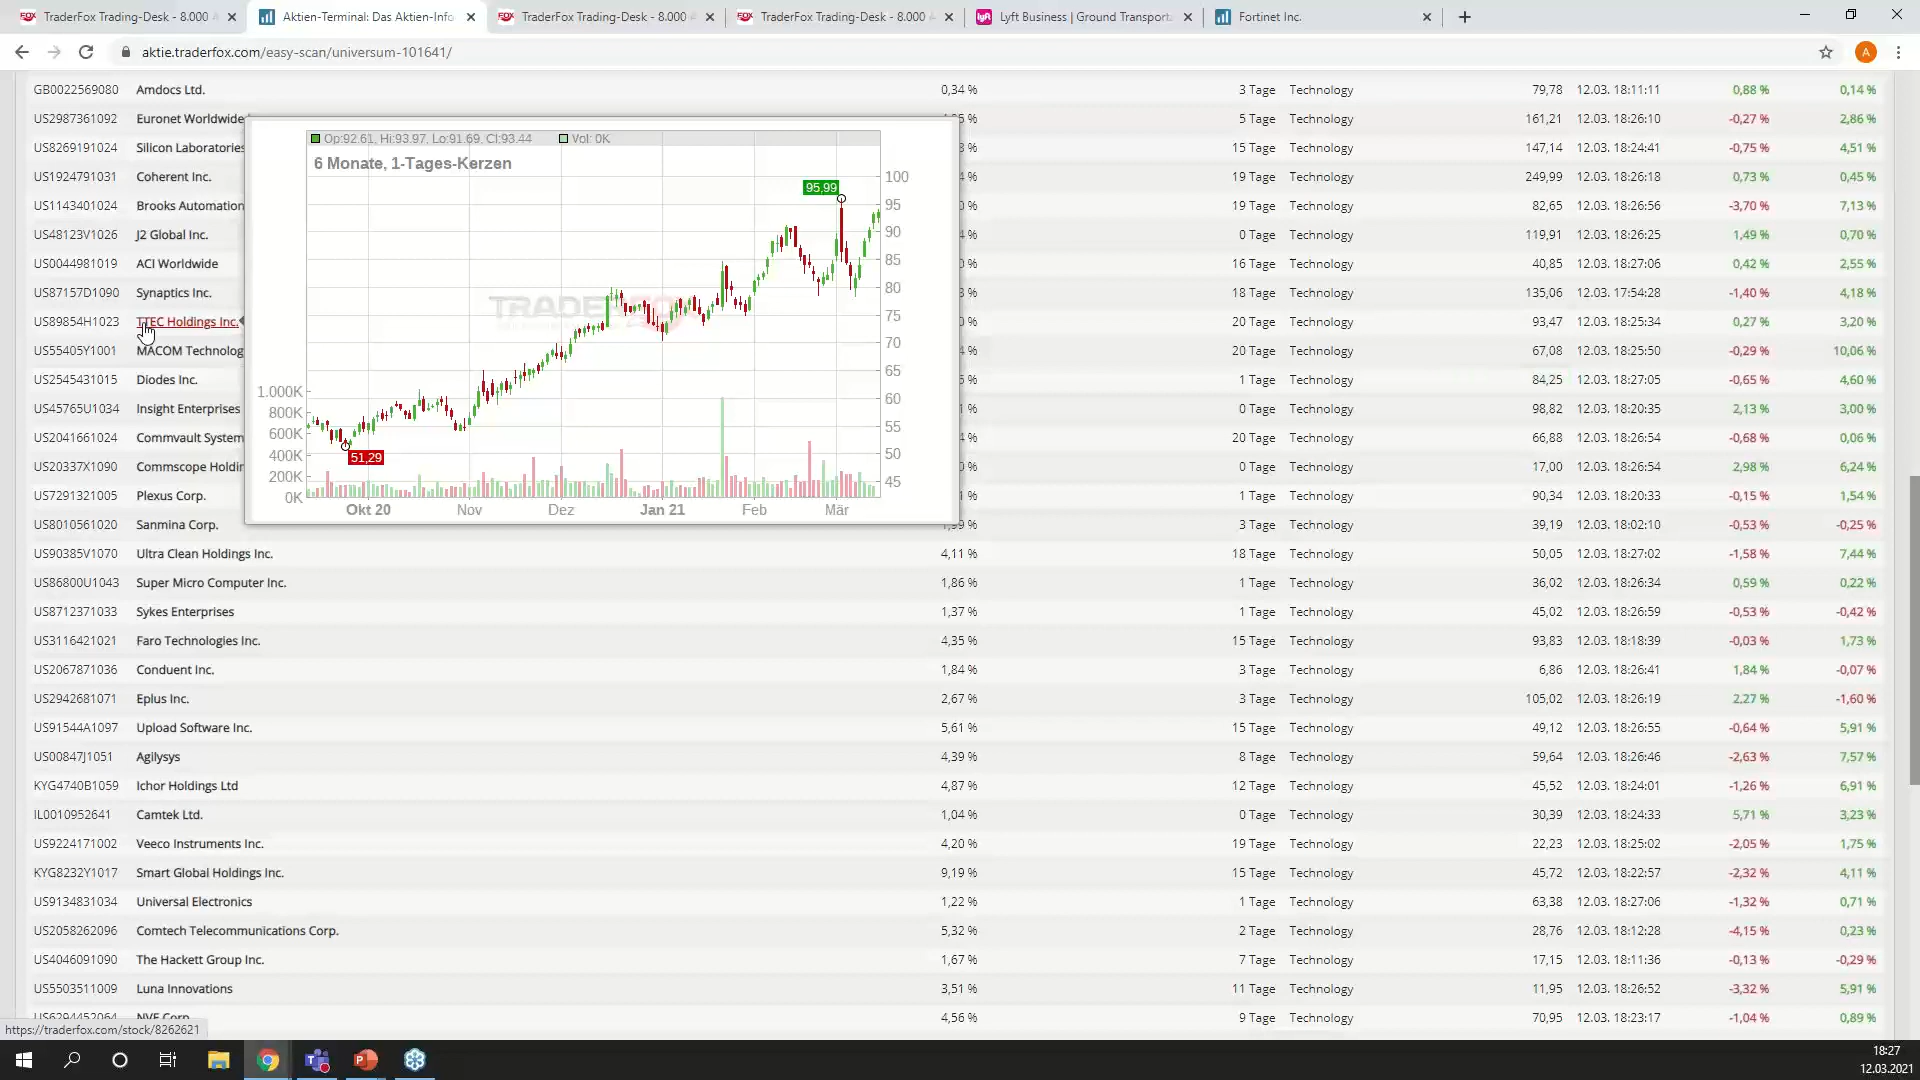 TraderFox Trading-Desk - 8.000
Aktien-Terminal: Das Aktien-Info
TraderFox Trading-Desk - 8.000
TraderFox Trading-Desk - 8.000
Lyft Business | Ground Transport
Fortinet Inc.
aktie.traderfox.com/easy-scan/universum-101641/
A
GB0022569080 Amdocs Ltd. 0,34 % 3 Tage Technology 79,78 12.03. 18:11:11 0,88 % 0,14 %
US2987361092 Euronet Worldwide 5 % 5 Tage Technology 161,21 12.03. 18:26:10 -0,27 % 2,86 %
US8269191024 Silicon Laboratories 3 % 15 Tage Technology 147,14 12.03. 18:24:41 -0,75 % 4,51 %
US1924791031 Coherent Inc. 4 % 19 Tage Technology 249,99 12.03. 18:26:18 0,73 % 0,45 %
US1143401024 Brooks Automation 0 % 19 Tage Technology 82,65 12.03. 18:26:56 -3,70 % 7,13 %
US48123V1026 J2 Global Inc. 4 % 0 Tage Technology 119,91 12.03. 18:26:25 1,49 % 0,70 %
US0044981019 ACI Worldwide 0 % 16 Tage Technology 40,85 12.03. 18:27:06 0,42 % 2,55 %
US87157D1090 Synaptics Inc. 3 % 18 Tage Technology 135,06 12.03. 17:54:28 -1,40 % 4,18 %
US89854H1023 TTEC Holdings Inc. 0 % 20 Tage Technology 93,47 12.03. 18:25:34 0,27 % 3,20 %
US55405Y1001 MACOM Technolog 4 % 20 Tage Technology 67,08 12.03. 18:25:50 -0,29 % 10,06 %
US2545431015 Diodes Inc. 5 % 1 Tage Technology 84,25 12.03. 18:27:05 -0,65 % 4,60 %
US45765U1034 Insight Enterprises 1 % 0 Tage Technology 98,82 12.03. 18:20:35 2,13 % 3,00 %
US2041661024 Commvault System 4 % 20 Tage Technology 66,88 12.03. 18:26:54 -0,68 % 0,06 %
US20337X1090 Commscope Holdin 0 % 0 Tage Technology 17,00 12.03. 18:26:54 2,98 % 6,24 %
US7291321005 Plexus Corp. 1 % 1 Tage Technology 90,34 12.03. 18:20:33 -0,15 % 1,54 %
US8010561020 Sanmina Corp. 1,99 % 3 Tage Technology 39,19 12.03. 18:02:10 -0,53 % -0,25 %
US90385V1070 Ultra Clean Holdings Inc. 4,11 % 18 Tage Technology 50,05 12.03. 18:27:02 -1,58 % 7,44 %
US86800U1043 Super Micro Computer Inc. 1,86 % 1 Tage Technology 36,02 12.03. 18:26:34 0,59 % 0,22 %
US8712371033 Sykes Enterprises 1,37 % 1 Tage Technology 45,02 12.03. 18:26:59 -0,53 % -0,42 %
US3116421021 Faro Technologies Inc. 4,35 % 15 Tage Technology 93,83 12.03. 18:18:39 -0,03 % 1,73 %
US2067871036 Conduent Inc. 1,84 % 3 Tage Technology 6,86 12.03. 18:26:41 1,84 % -0,07 %
US2942681071 Eplus Inc. 2,67 % 3 Tage Technology 105,02 12.03. 18:26:19 2,27 % -1,60 %
US91544A1097 Upload Software Inc. 5,61 % 15 Tage Technology 49,12 12.03. 18:26:55 -0,64 % 5,91 %
US00847J1051 Agilysys 4,39 % 8 Tage Technology 59,64 12.03. 18:26:46 -2,63 % 7,57 %
KYG4740B1059 Ichor Holdings Ltd 4,87 % 12 Tage Technology 45,52 12.03. 18:24:01 -1,26 % 6,91 %
IL0010952641 Camtek Ltd. 1,04 % 0 Tage Technology 30,39 12.03. 18:24:33 5,71 % 3,23 %
US9224171002 Veeco Instruments Inc. 4,20 % 19 Tage Technology 22,23 12.03. 18:25:02 -2,05 % 1,75 %
KYG8232Y1017 Smart Global Holdings Inc. 9,19 % 15 Tage Technology 45,72 12.03. 18:22:57 -2,32 % 4,11 %
US9134831034 Universal Electronics 1,22 % 1 Tage Technology 63,38 12.03. 18:27:06 -1,32 % 0,71 %
US2058262096 Comtech Telecommunications Corp. 5,32 % 2 Tage Technology 28,76 12.03. 18:12:28 -4,15 % 0,23 %
US4046091090 The Hackett Group Inc. 1,67 % 7 Tage Technology 17,15 12.03. 18:11:36 -0,13 % -0,29 %
US5503511009 Luna Innovations 3,51 % 11 Tage Technology 11,95 12.03. 18:26:52 -3,32 % 5,91 %
US6294452064 NVE Corp. 4,56 % 9 Tage Technology 70,95 12.03. 18:23:17 -1,04 % 0,89 %
Op:92.61, Hi:93.97, Lo:91.69, Cl:93.44 Vol: 0K
6 Monate, 1-Tages-Kerzen
TRADERFOX
95,99
51,29
100
95
90
85
80
75
70
65
60
55
50
45
1.000K
800K
600K
400K
200K
0K
Okt 20 Nov Dez Jan 21 Feb Mär
https://traderfox.com/stock/8262621
18:27
12.03.2021